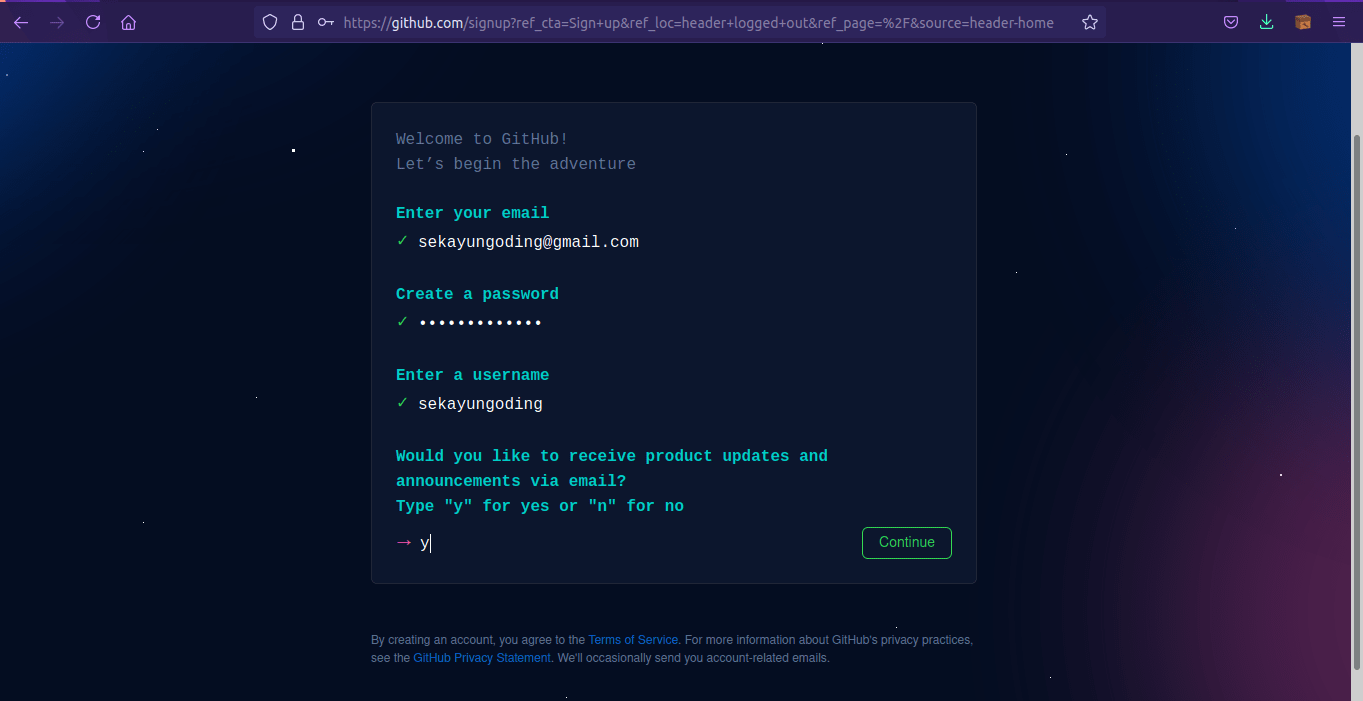 https://github.com/signup?ref_cta=Sign+up&ref_loc=header+logged+out&ref_page=%2F&source=header-home
Welcome to GitHub!
Let’s begin the adventure
Enter your email
✓ sekayungoding@gmail.com
Create a password
✓ •••••••••••••
Enter a username
✓ sekayungoding
Would you like to receive product updates and
announcements via email?
Type "y" for yes or "n" for no
→ y
Continue
By creating an account, you agree to the Terms of Service. For more information about GitHub's privacy practices,
see the GitHub Privacy Statement. We'll occasionally send you account-related emails.